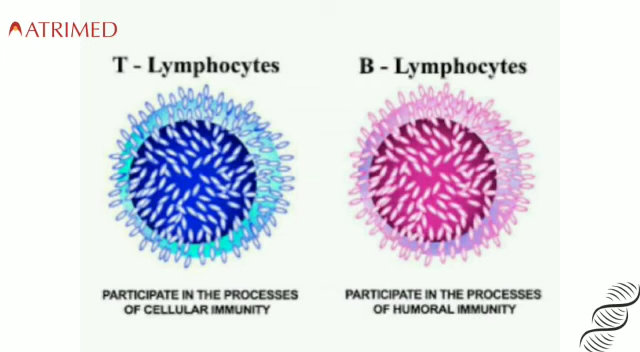 ATRIMED
T - Lymphocytes
B - Lymphocytes
PARTICIPATE IN THE PROCESSES
OF CELLULAR IMMUNITY
PARTICIPATE IN THE PROCESSES
OF HUMORAL IMMUNITY